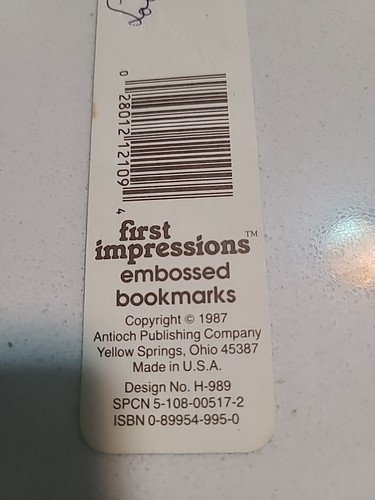 0 28012 12109 4
first
impressions™
embossed
bookmarks
Copyright © 1987
Antioch Publishing Company
Yellow Springs, Ohio 45387
Made in U.S.A.
Design No. H-989
SPCN 5-108-00517-2
ISBN 0-89954-995-0